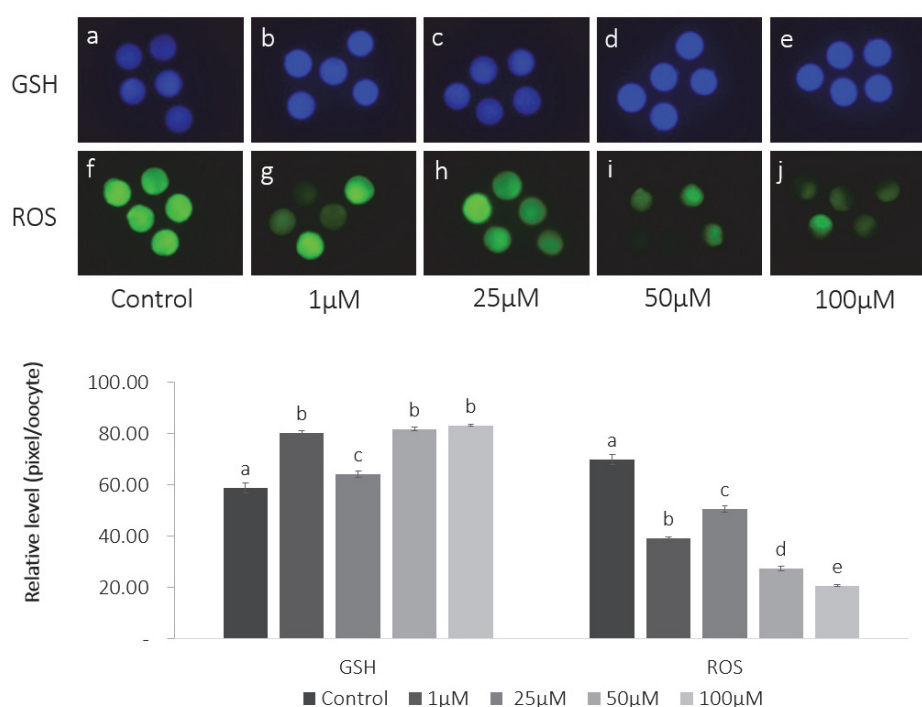 a b c d e
GSH
f g h i j
ROS
Control 1µM 25µM 50µM 100µM
Relative level (pixel/oocyte)
100.00
80.00
60.00
40.00
20.00
-
a b c b b
a b c d e
GSH ROS
Control 1µM 25µM 50µM 100µM